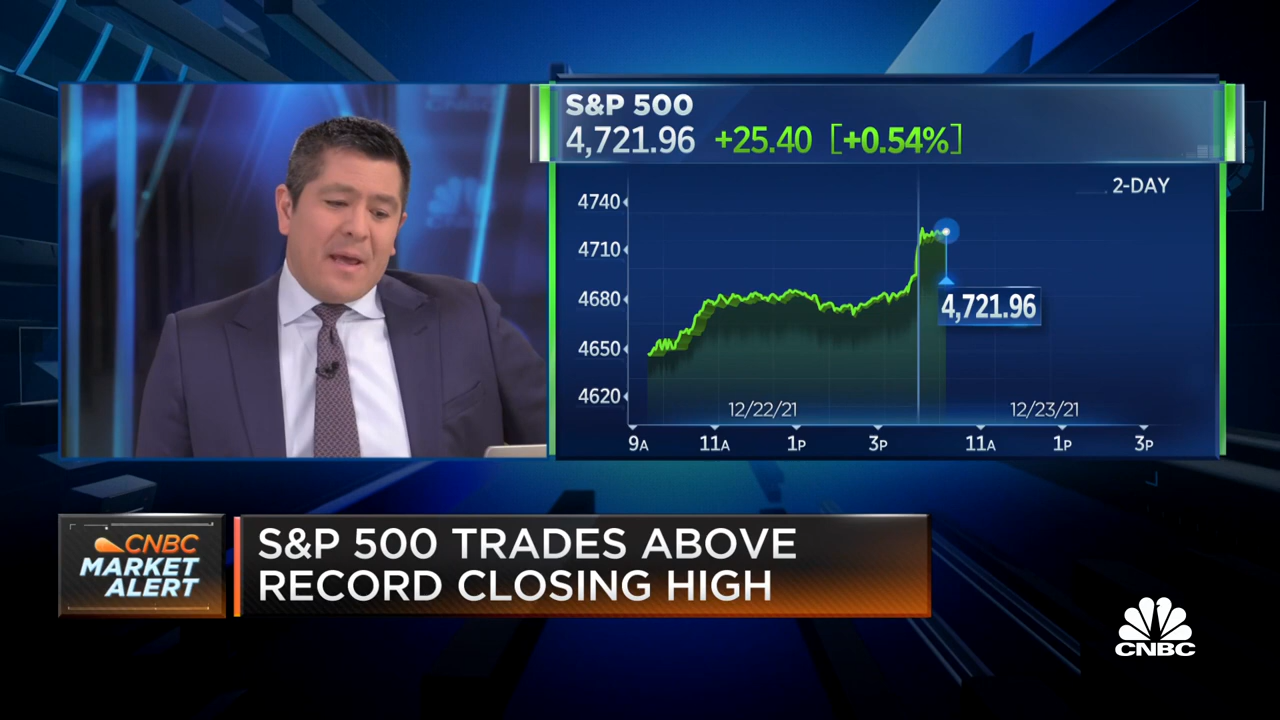 S&P 500
4,721.96 +25.40 [+0.54%]
2-DAY
4740
4710
4680
4650
4620
4,721.96
12/22/21
12/23/21
9A
11A
1P
3P
11A
1P
3P
CNBC
MARKET
ALERT
S&P 500 TRADES ABOVE
RECORD CLOSING HIGH
CNBC